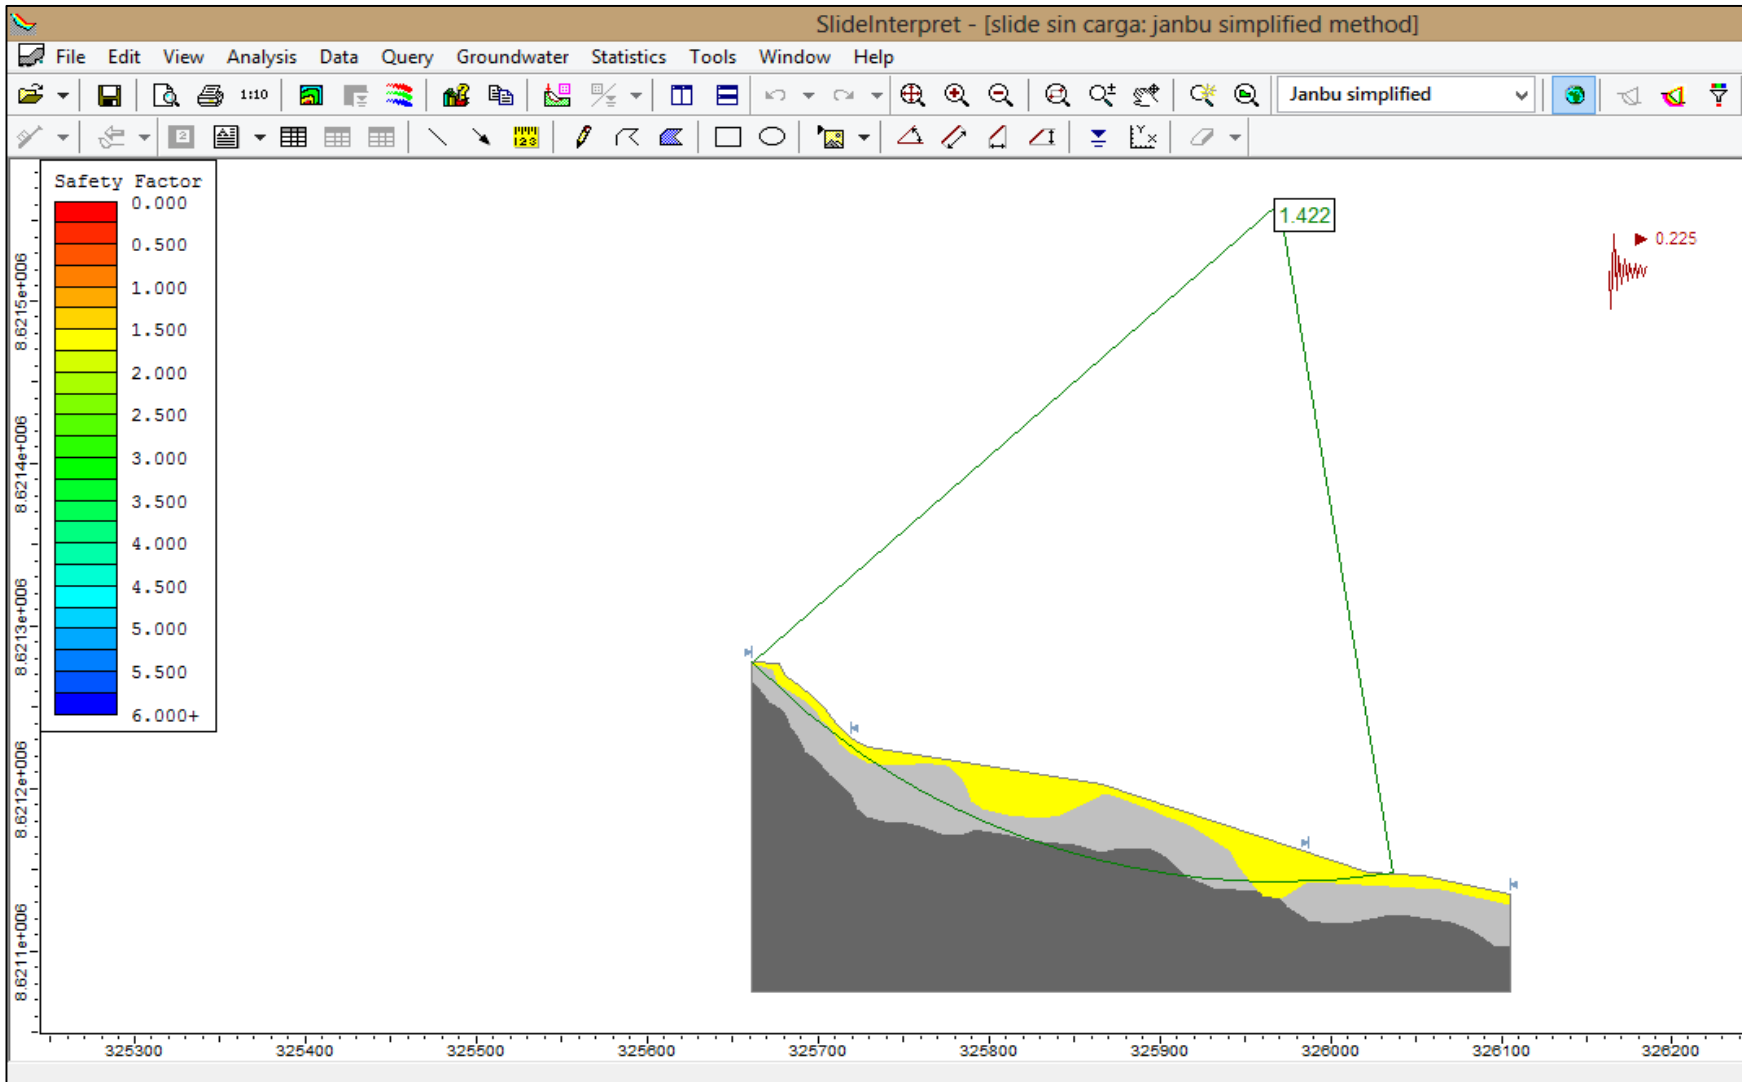 SlideInterpret - [slide sin carga: janbu simplified method]
File Edit View Analysis Data Query Groundwater Statistics Tools Window Help
1:10
Janbu simplified
2
123
Safety Factor
0.000
0.500
1.000
1.500
2.000
2.500
3.000
3.500
4.000
4.500
5.000
5.500
6.000+
1.422
0.225
8.6215e+006
8.6214e+006
8.6213e+006
8.6212e+006
8.6211e+006
325300 325400 325500 325600 325700 325800 325900 326000 326100 326200